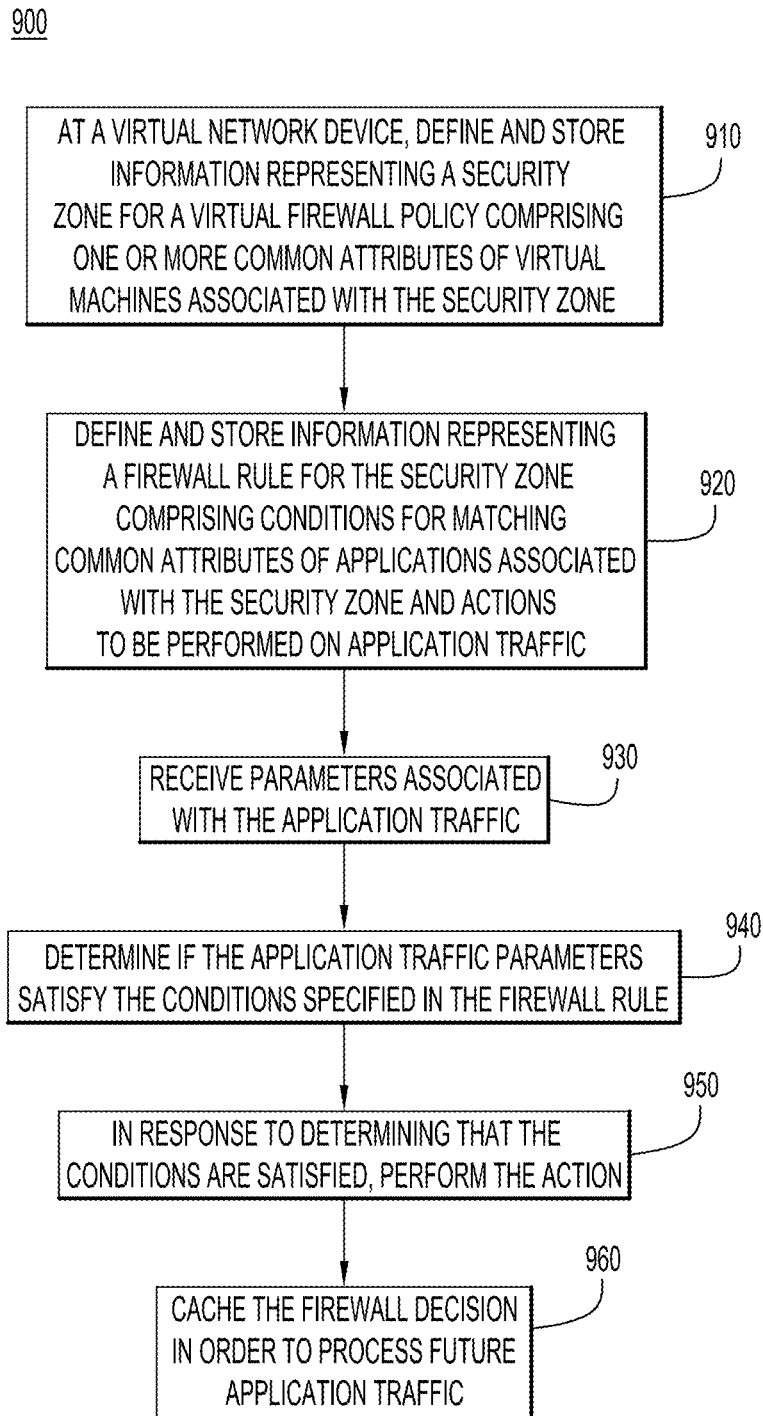 900
AT A VIRTUAL NETWORK DEVICE, DEFINE AND STORE
INFORMATION REPRESENTING A SECURITY
ZONE FOR A VIRTUAL FIREWALL POLICY COMPRISING
ONE OR MORE COMMON ATTRIBUTES OF VIRTUAL
MACHINES ASSOCIATED WITH THE SECURITY ZONE
910
DEFINE AND STORE INFORMATION REPRESENTING
A FIREWALL RULE FOR THE SECURITY ZONE
COMPRISING CONDITIONS FOR MATCHING
COMMON ATTRIBUTES OF APPLICATIONS ASSOCIATED
WITH THE SECURITY ZONE AND ACTIONS
TO BE PERFORMED ON APPLICATION TRAFFIC
920
RECEIVE PARAMETERS ASSOCIATED
WITH THE APPLICATION TRAFFIC
930
DETERMINE IF THE APPLICATION TRAFFIC PARAMETERS
SATISFY THE CONDITIONS SPECIFIED IN THE FIREWALL RULE
940
IN RESPONSE TO DETERMINING THAT THE
CONDITIONS ARE SATISFIED, PERFORM THE ACTION
950
CACHE THE FIREWALL DECISION
IN ORDER TO PROCESS FUTURE
APPLICATION TRAFFIC
960